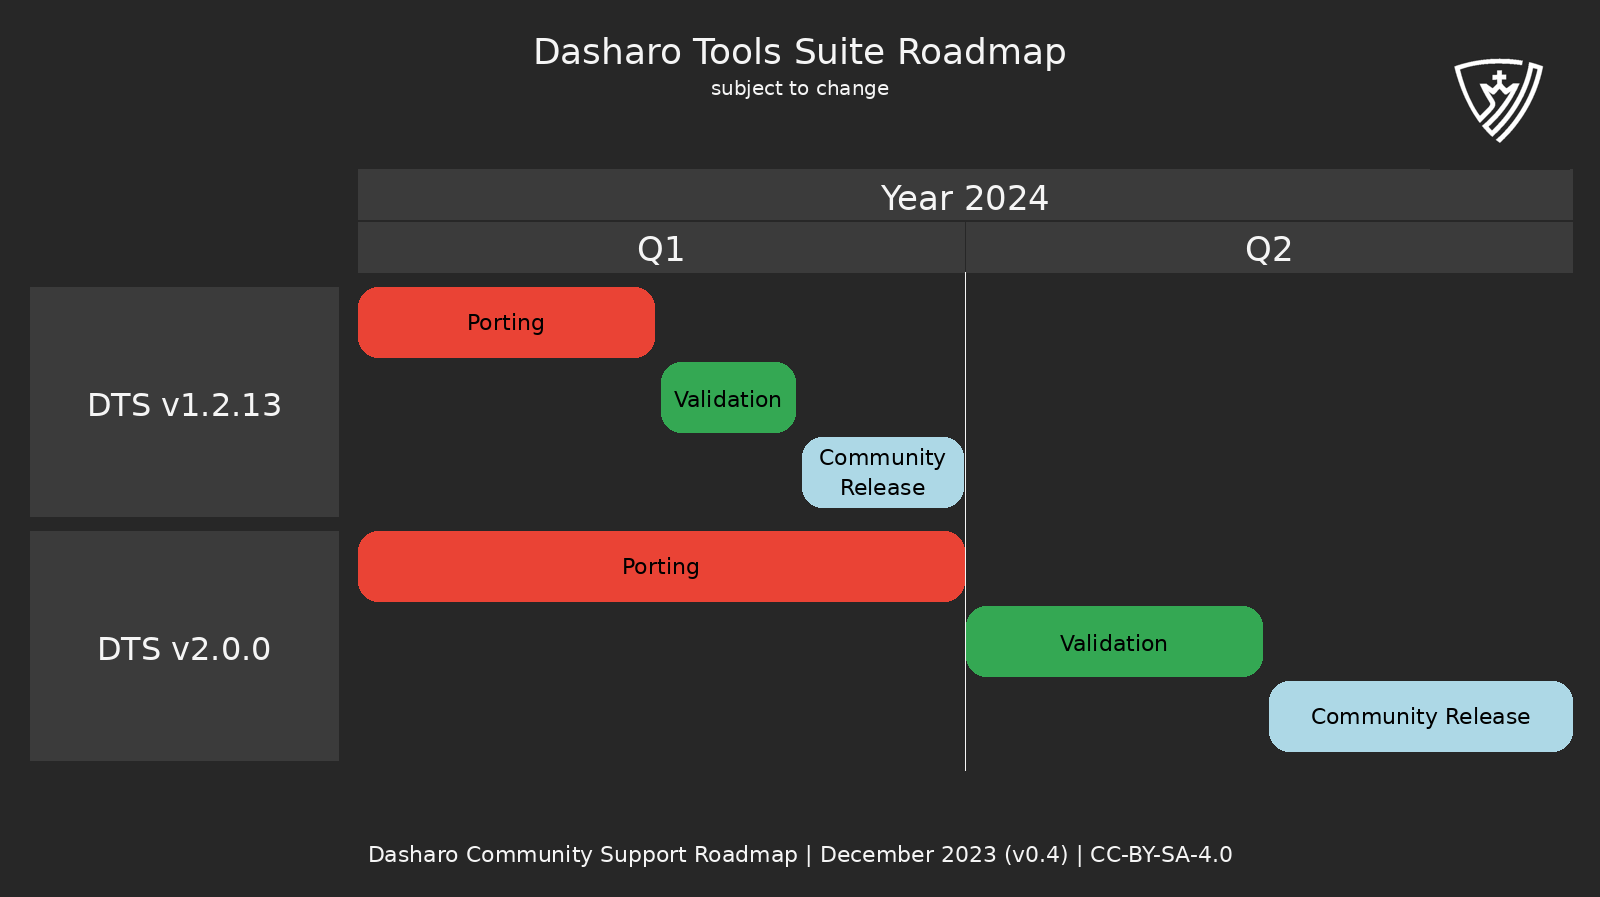 Dasharo Tools Suite Roadmap
subject to change
Year 2024
Q1
Q2
DTS v1.2.13
Porting
Validation
Community
Release
DTS v2.0.0
Porting
Validation
Community Release
Dasharo Community Support Roadmap | December 2023 (v0.4) | CC-BY-SA-4.0